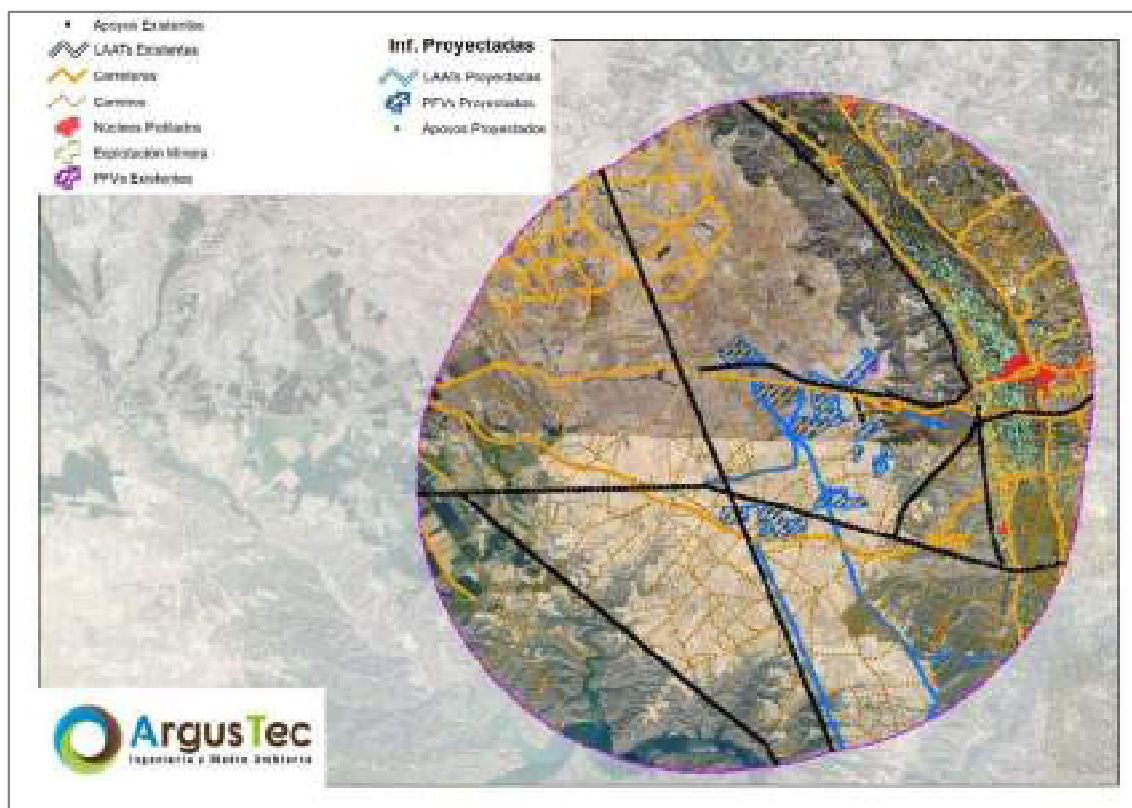 Apoyos Existentes
LAATs Existentes
Carreteras
Caminos
Núcleos Poblados
Explotación Minera
PFVs Existentes
Inf. Proyectadas
LAATs Proyectadas
PFVs Proyectadas
Apoyos Proyectados
ArgusTec
Ingeniería y Medio Ambiente